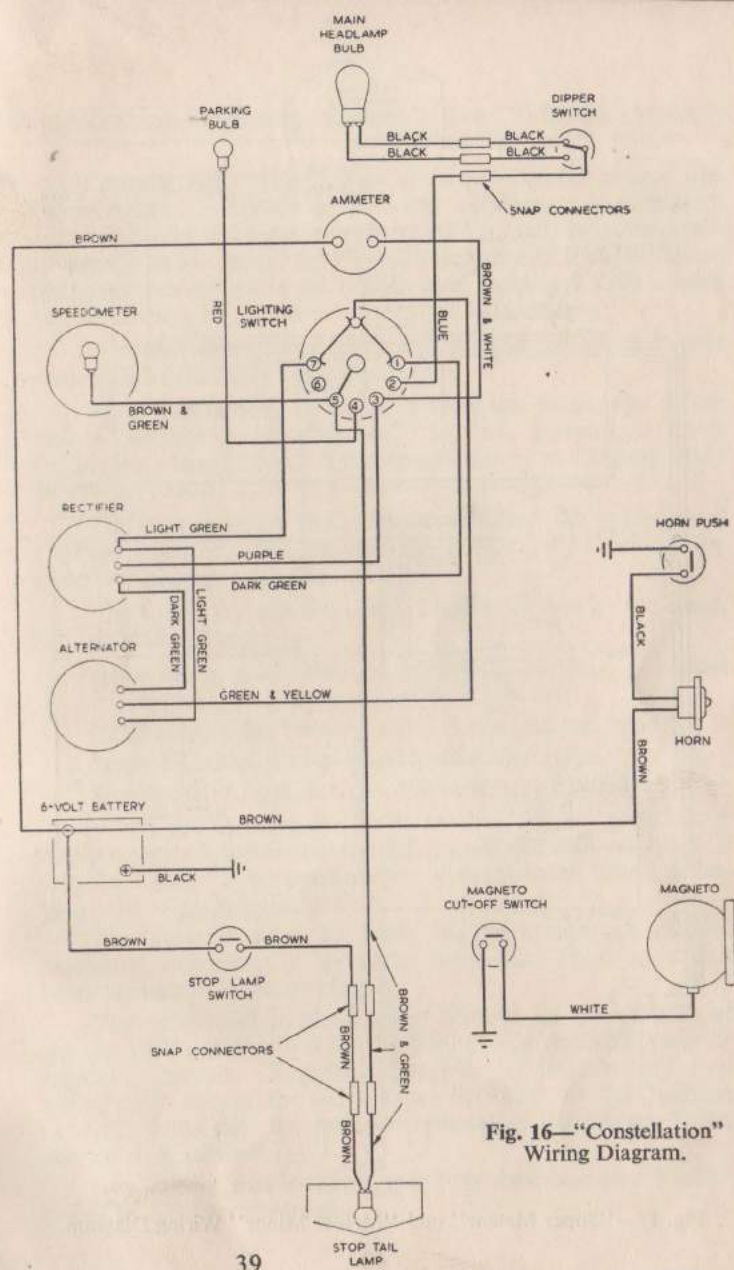 MAIN
HEADLAMP
BULB
PARKING
BULB
DIPPER
SWITCH
BLACK
BLACK
BLACK
BLACK
SNAP CONNECTORS
AMMETER
BROWN
BROWN & WHITE
RED
LIGHTING
SWITCH
BLUE
SPEEDOMETER
7
1
6
2
5
4
3
BROWN &
GREEN
RECTIFIER
LIGHT GREEN
HORN PUSH
PURPLE
DARK GREEN
DARK
GREEN
LIGHT GREEN
BLACK
ALTERNATOR
GREEN & YELLOW
HORN
BROWN
6-VOLT BATTERY
BROWN
BLACK
MAGNETO
CUT-OFF SWITCH
MAGNETO
BROWN
BROWN
STOP LAMP
SWITCH
WHITE
SNAP CONNECTORS
BROWN
BROWN & GREEN
BROWN
Fig. 16—“Constellation”
Wiring Diagram.
39
STOP TAIL
LAMP